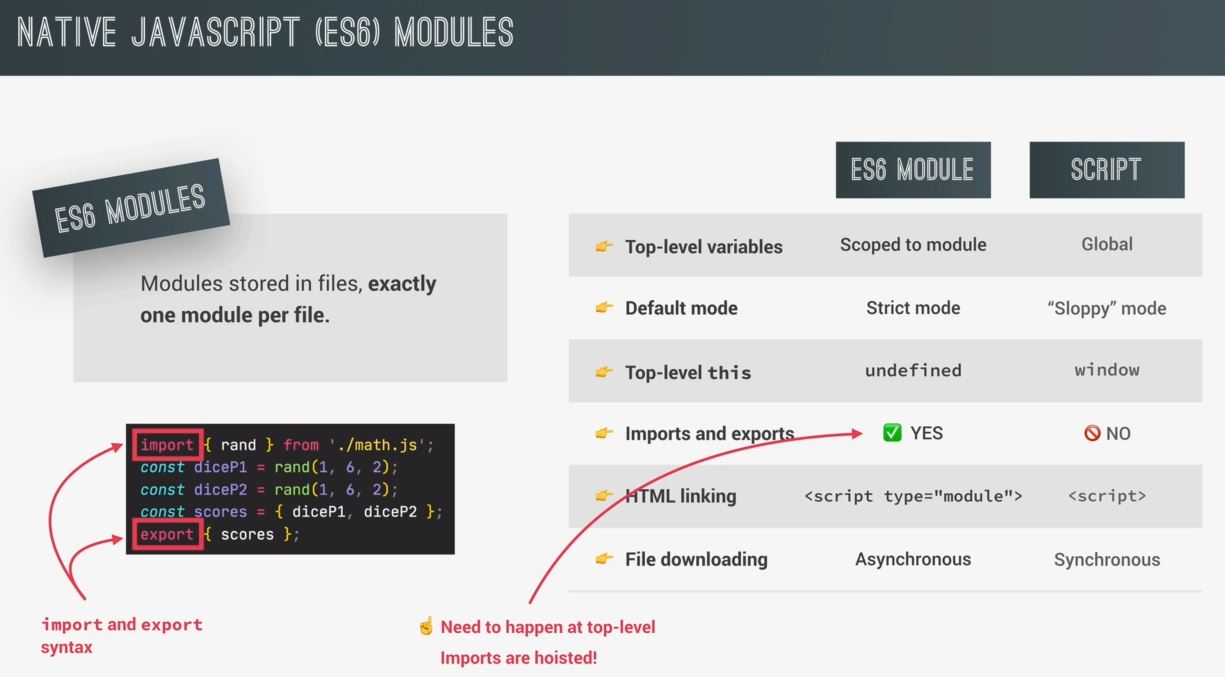 NATIVE JAVASCRIPT (ES6) MODULES
ES6 MODULES
Modules stored in files, exactly
one module per file.
import { rand } from './math.js';
const diceP1 = rand(1, 6, 2);
const diceP2 = rand(1, 6, 2);
const scores = { diceP1, diceP2 };
export { scores };
import and export
syntax
ES6 MODULE SCRIPT
👉 Top-level variables Scoped to module Global
👉 Default mode Strict mode “Sloppy” mode
👉 Top-level this undefined window
👉 Imports and exports ✅ YES 🚫 NO
👉 HTML linking <script type="module"> <script>
👉 File downloading Asynchronous Synchronous
☝️ Need to happen at top-level
Imports are hoisted!